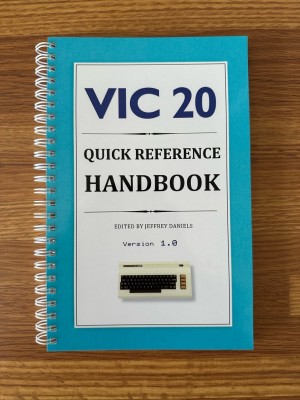 VIC 20
QUICK REFERENCE
HANDBOOK
EDITED BY JEFFREY DANIELS
Version 1.0